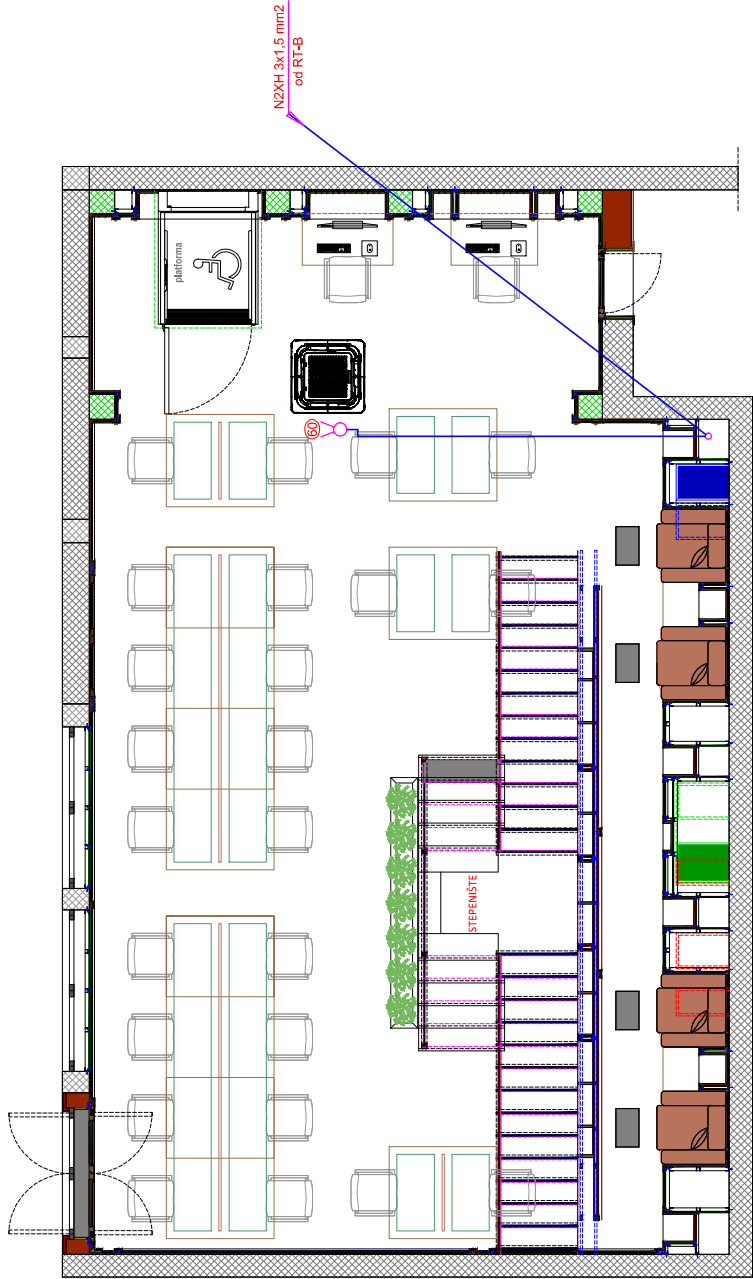 N2XH 3x1,5 mm2
od RT-B
platforma
60
STEPENIŠTE